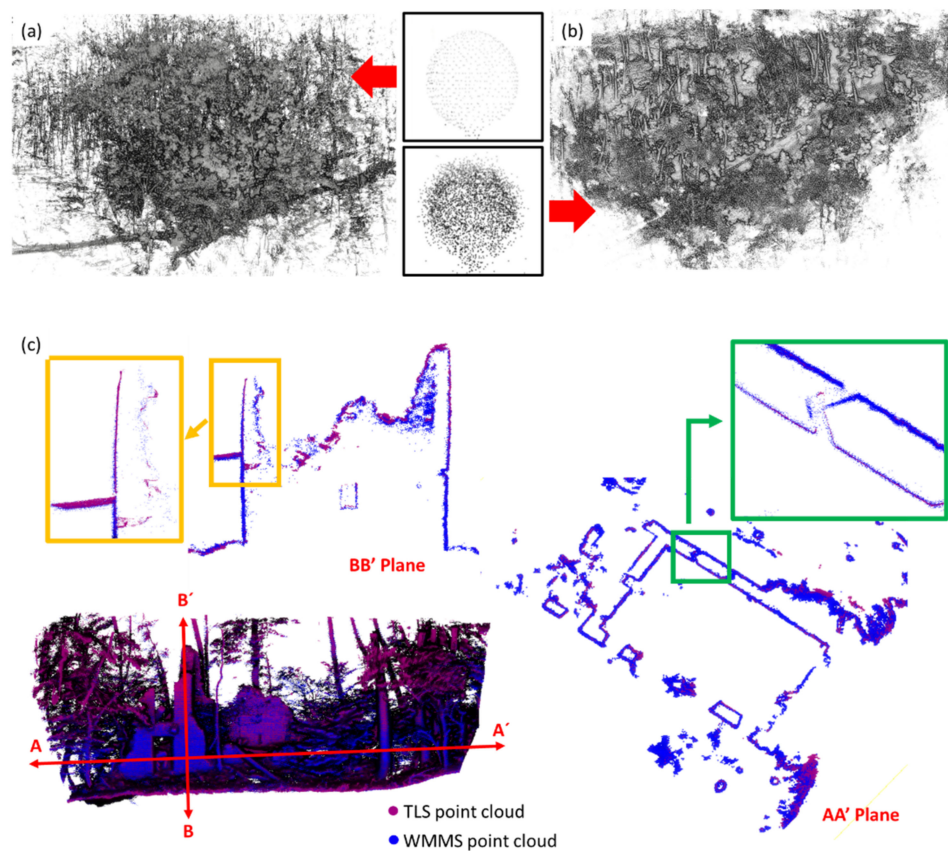 (a)
(b)
(c)
BB’ Plane
B´
A
A´
B
TLS point cloud
WMMS point cloud
AA’ Plane